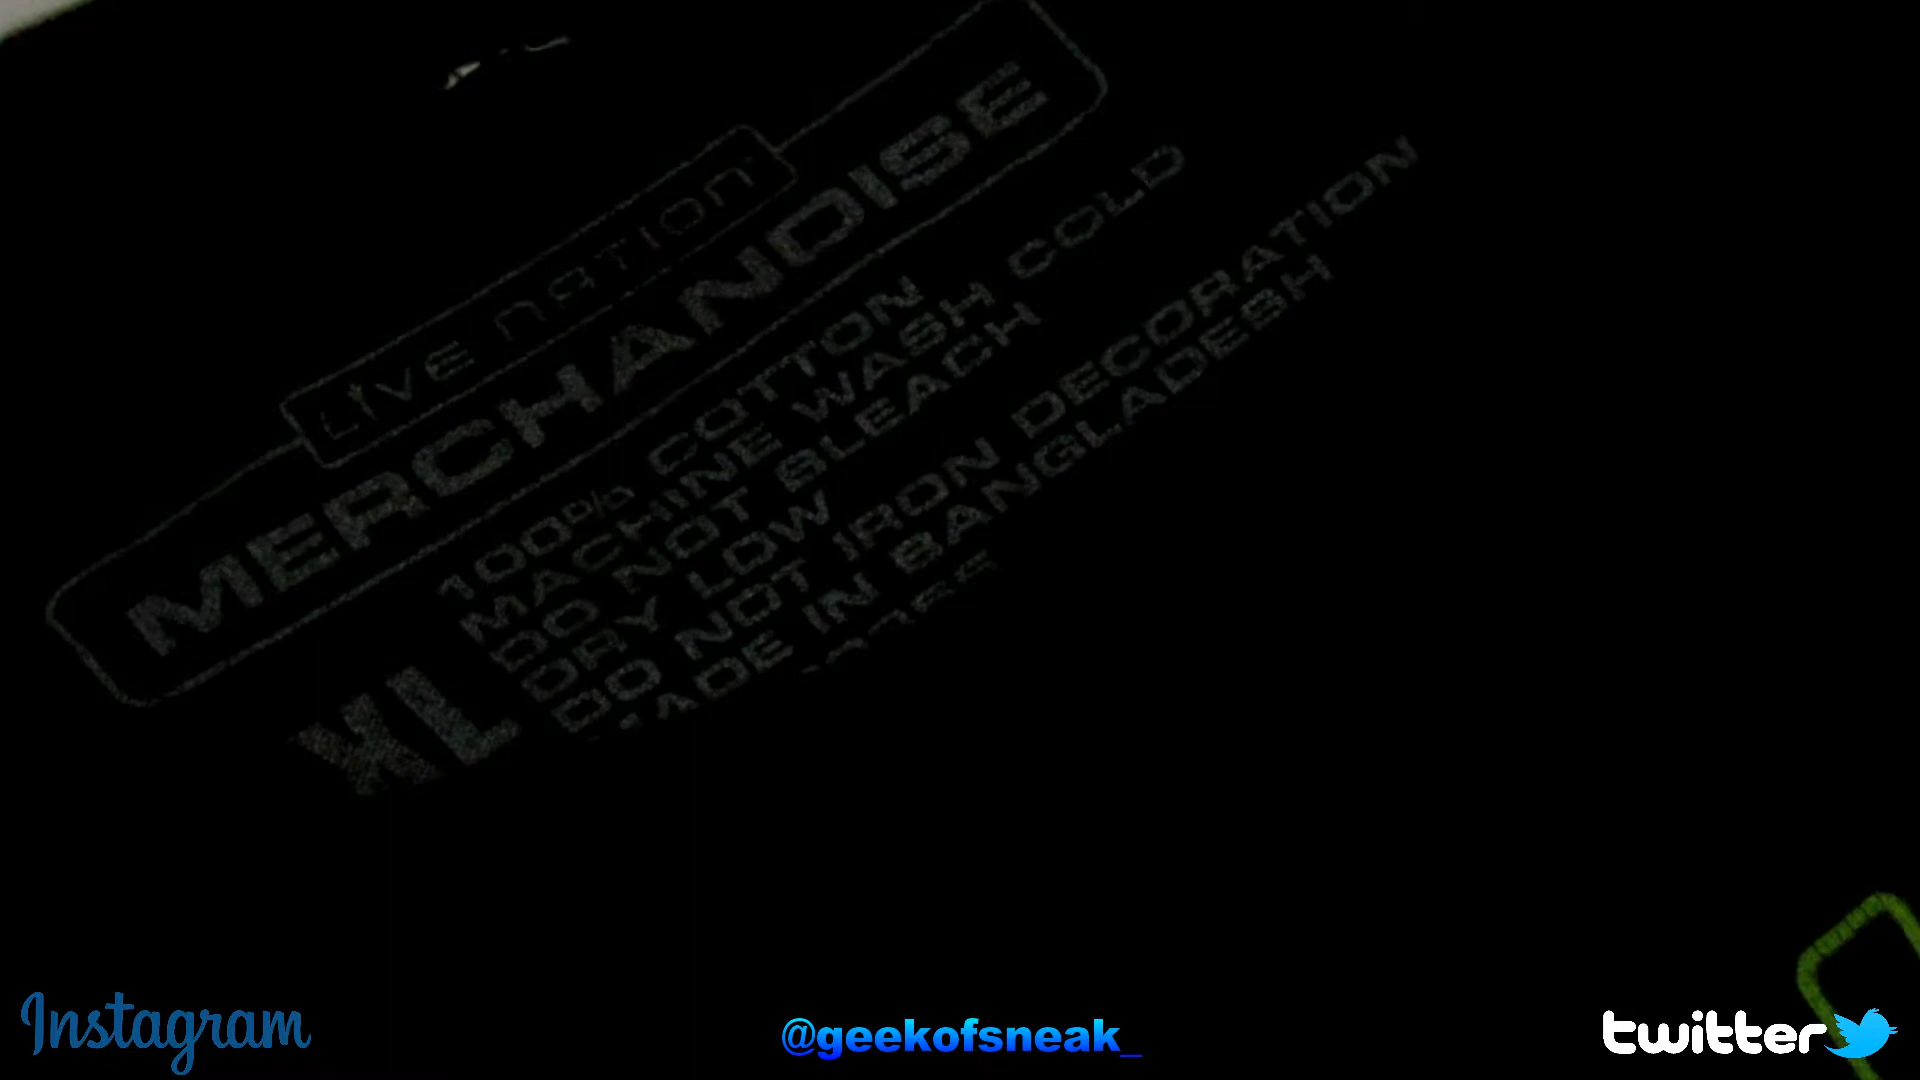 LIVE NATION
MERCHANDISE
XL
100% COTTON
MACHINE WASH COLD
DO NOT BLEACH
DRY LOW
DO NOT IRON DECORATION
MADE IN BANGLADESH
Instagram
@geekofsneak_
twitter